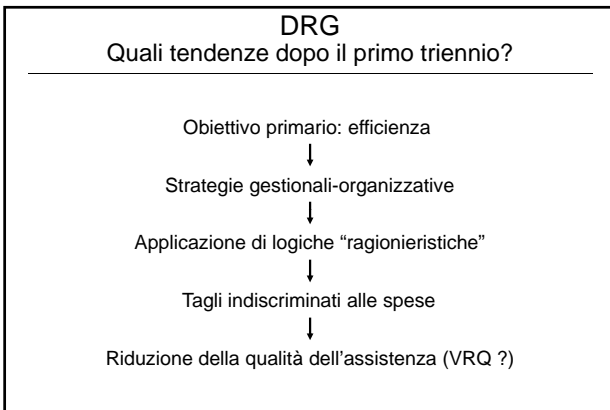 DRG
Quali tendenze dopo il primo triennio?
Obiettivo primario: efficienza
Strategie gestionali-organizzative
Applicazione di logiche “ragionieristiche”
Tagli indiscriminati alle spese
Riduzione della qualità dell’assistenza (VRQ ?)